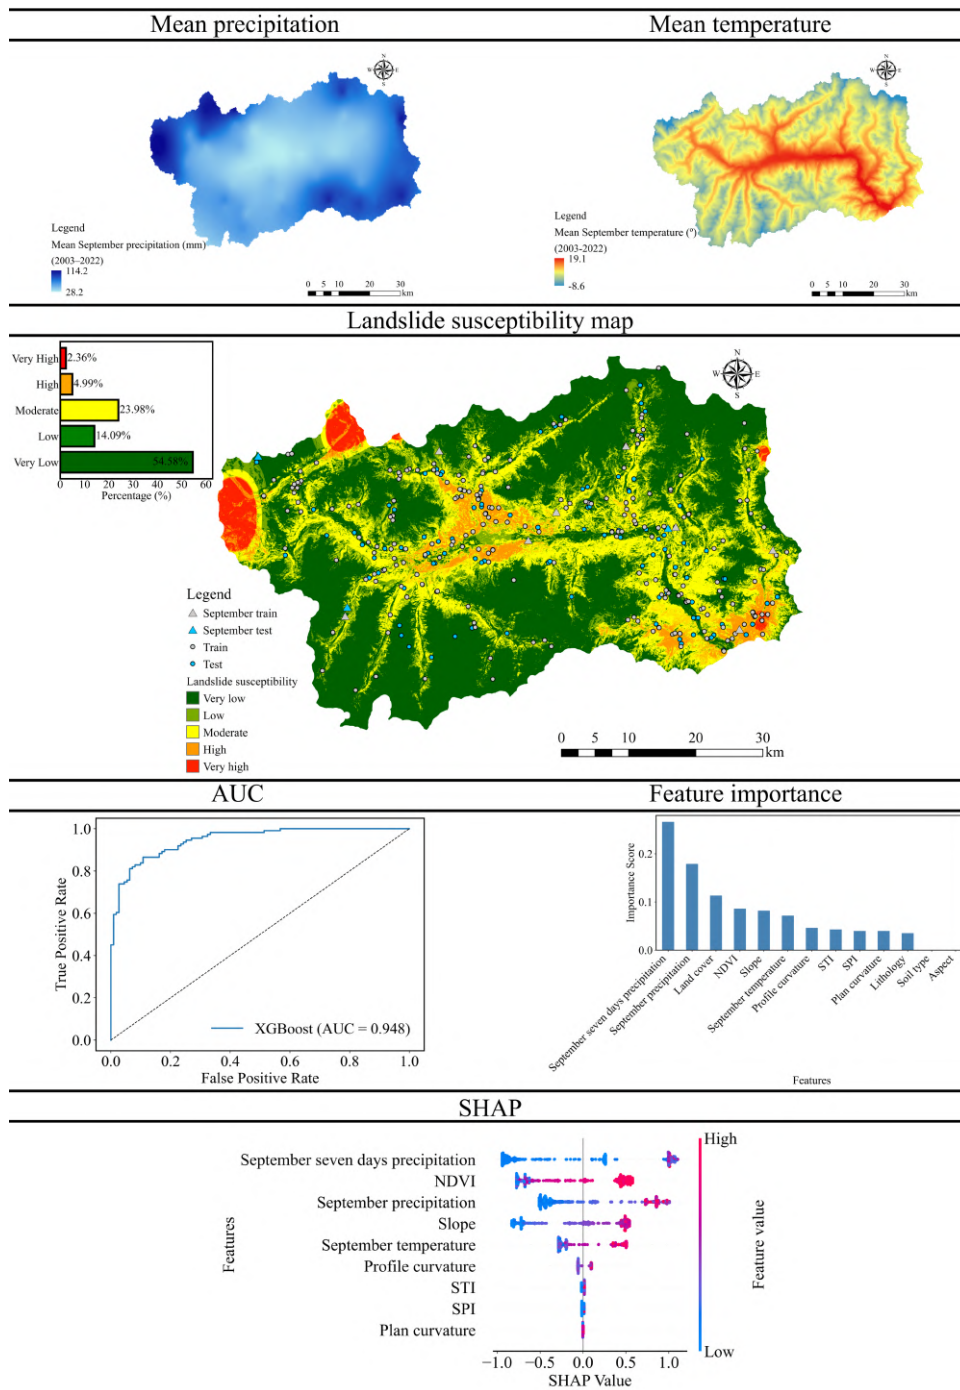 Mean precipitation
Mean temperature
N
W E
S
Legend
Mean September precipitation (mm)
(2003–2022)
114.2
28.2
0 5 10 20 30
km
N
W E
S
Legend
Mean September temperature (°)
(2003-2022)
19.1
-8.6
0 5 10 20 30
km
Landslide susceptibility map
Very High 2.36%
High 4.99%
Moderate 23.98%
Low 14.09%
Very Low 54.58%
0 10 20 30 40 50 60
Percentage (%)
N
W E
S
Legend
September train
September test
Train
Test
Landslide susceptibility
Very low
Low
Moderate
High
Very high
0 5 10 20 30
km
AUC
Feature importance
True Positive Rate
1.0
0.8
0.6
0.4
0.2
0.0
XGBoost (AUC = 0.948)
0.0 0.2 0.4 0.6 0.8 1.0
False Positive Rate
Importance Score
0.2
0.1
0.0
September seven days precipitation
September precipitation
Land cover
NDVI
Slope
September temperature
Profile curvature
STI
SPI
Plan curvature
Lithology
Soil type
Aspect
Features
SHAP
Features
September seven days precipitation
NDVI
September precipitation
Slope
September temperature
Profile curvature
STI
SPI
Plan curvature
−1.0 −0.5 0.0 0.5 1.0
SHAP Value
High
Low
Feature value